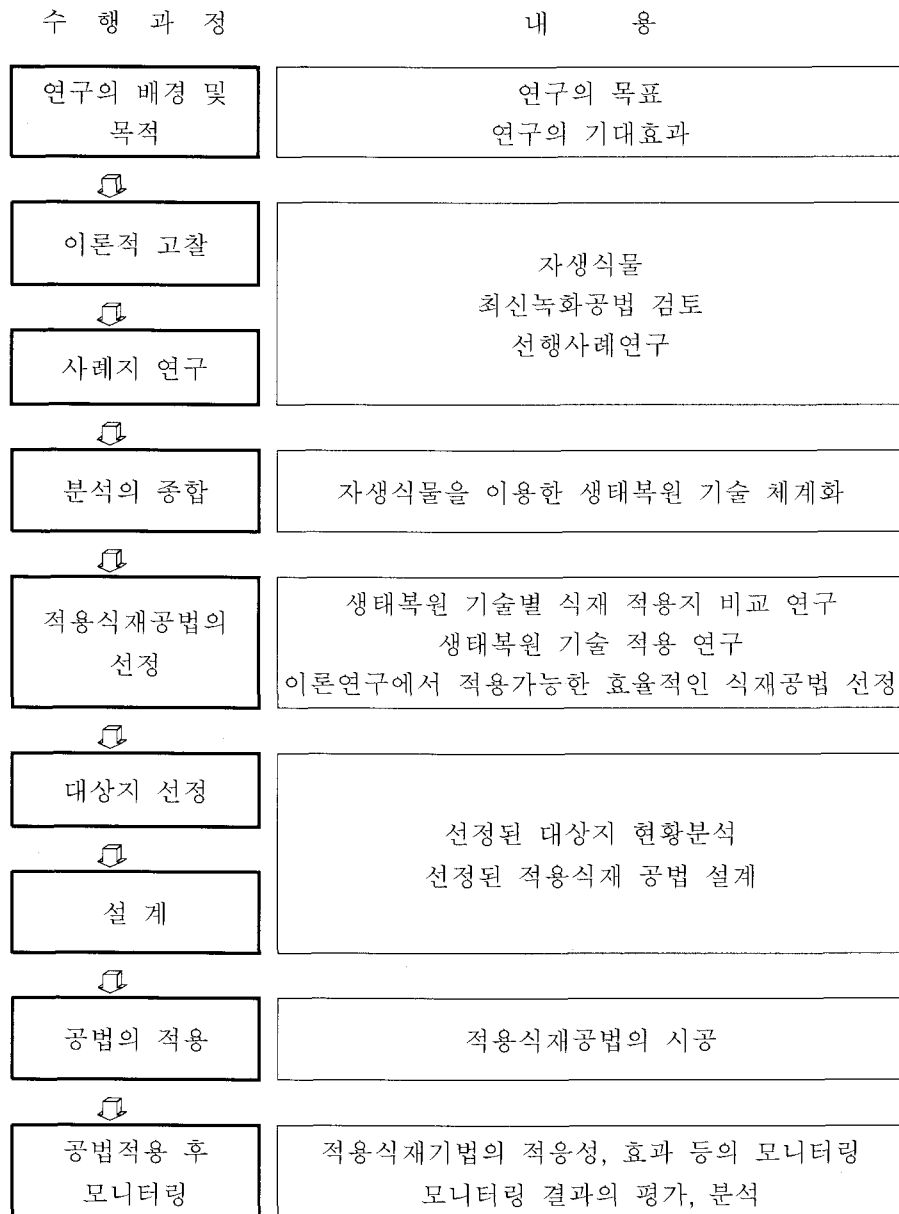 수 행 과 정
내 용
연구의 배경 및
목적
연구의 목표
연구의 기대효과
이론적 고찰
사례지 연구
자생식물
최신녹화공법 검토
선행사례연구
분석의 종합
자생식물을 이용한 생태복원 기술 체계화
적용식재공법의
선정
생태복원 기술별 식재 적용지 비교 연구
생태복원 기술 적용 연구
이론연구에서 적용가능한 효율적인 식재공법 선정
대상지 선정
설 계
선정된 대상지 현황분석
선정된 적용식재 공법 설계
공법의 적용
적용식재공법의 시공
공법적용 후
모니터링
적용식재기법의 적응성, 효과 등의 모니터링
모니터링 결과의 평가, 분석